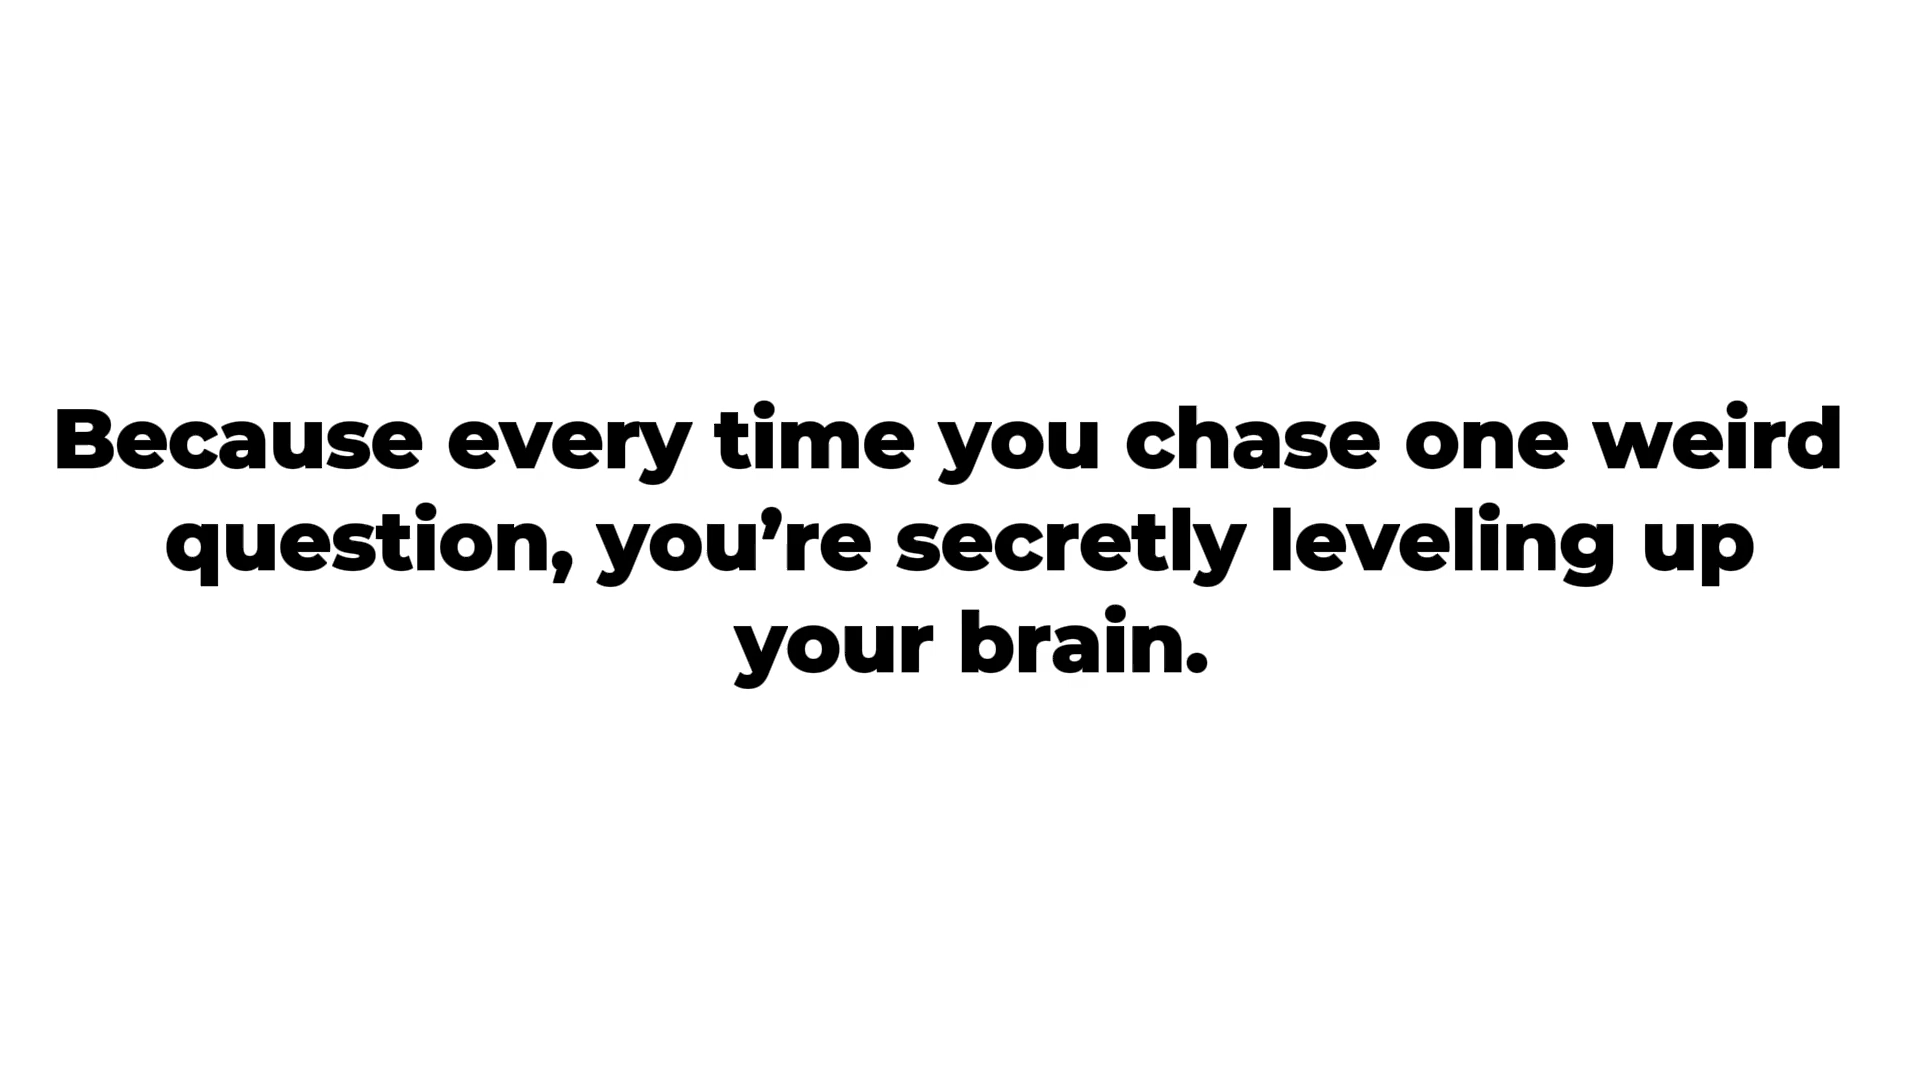 Because every time you chase one weird
question, you’re secretly leveling up
your brain.